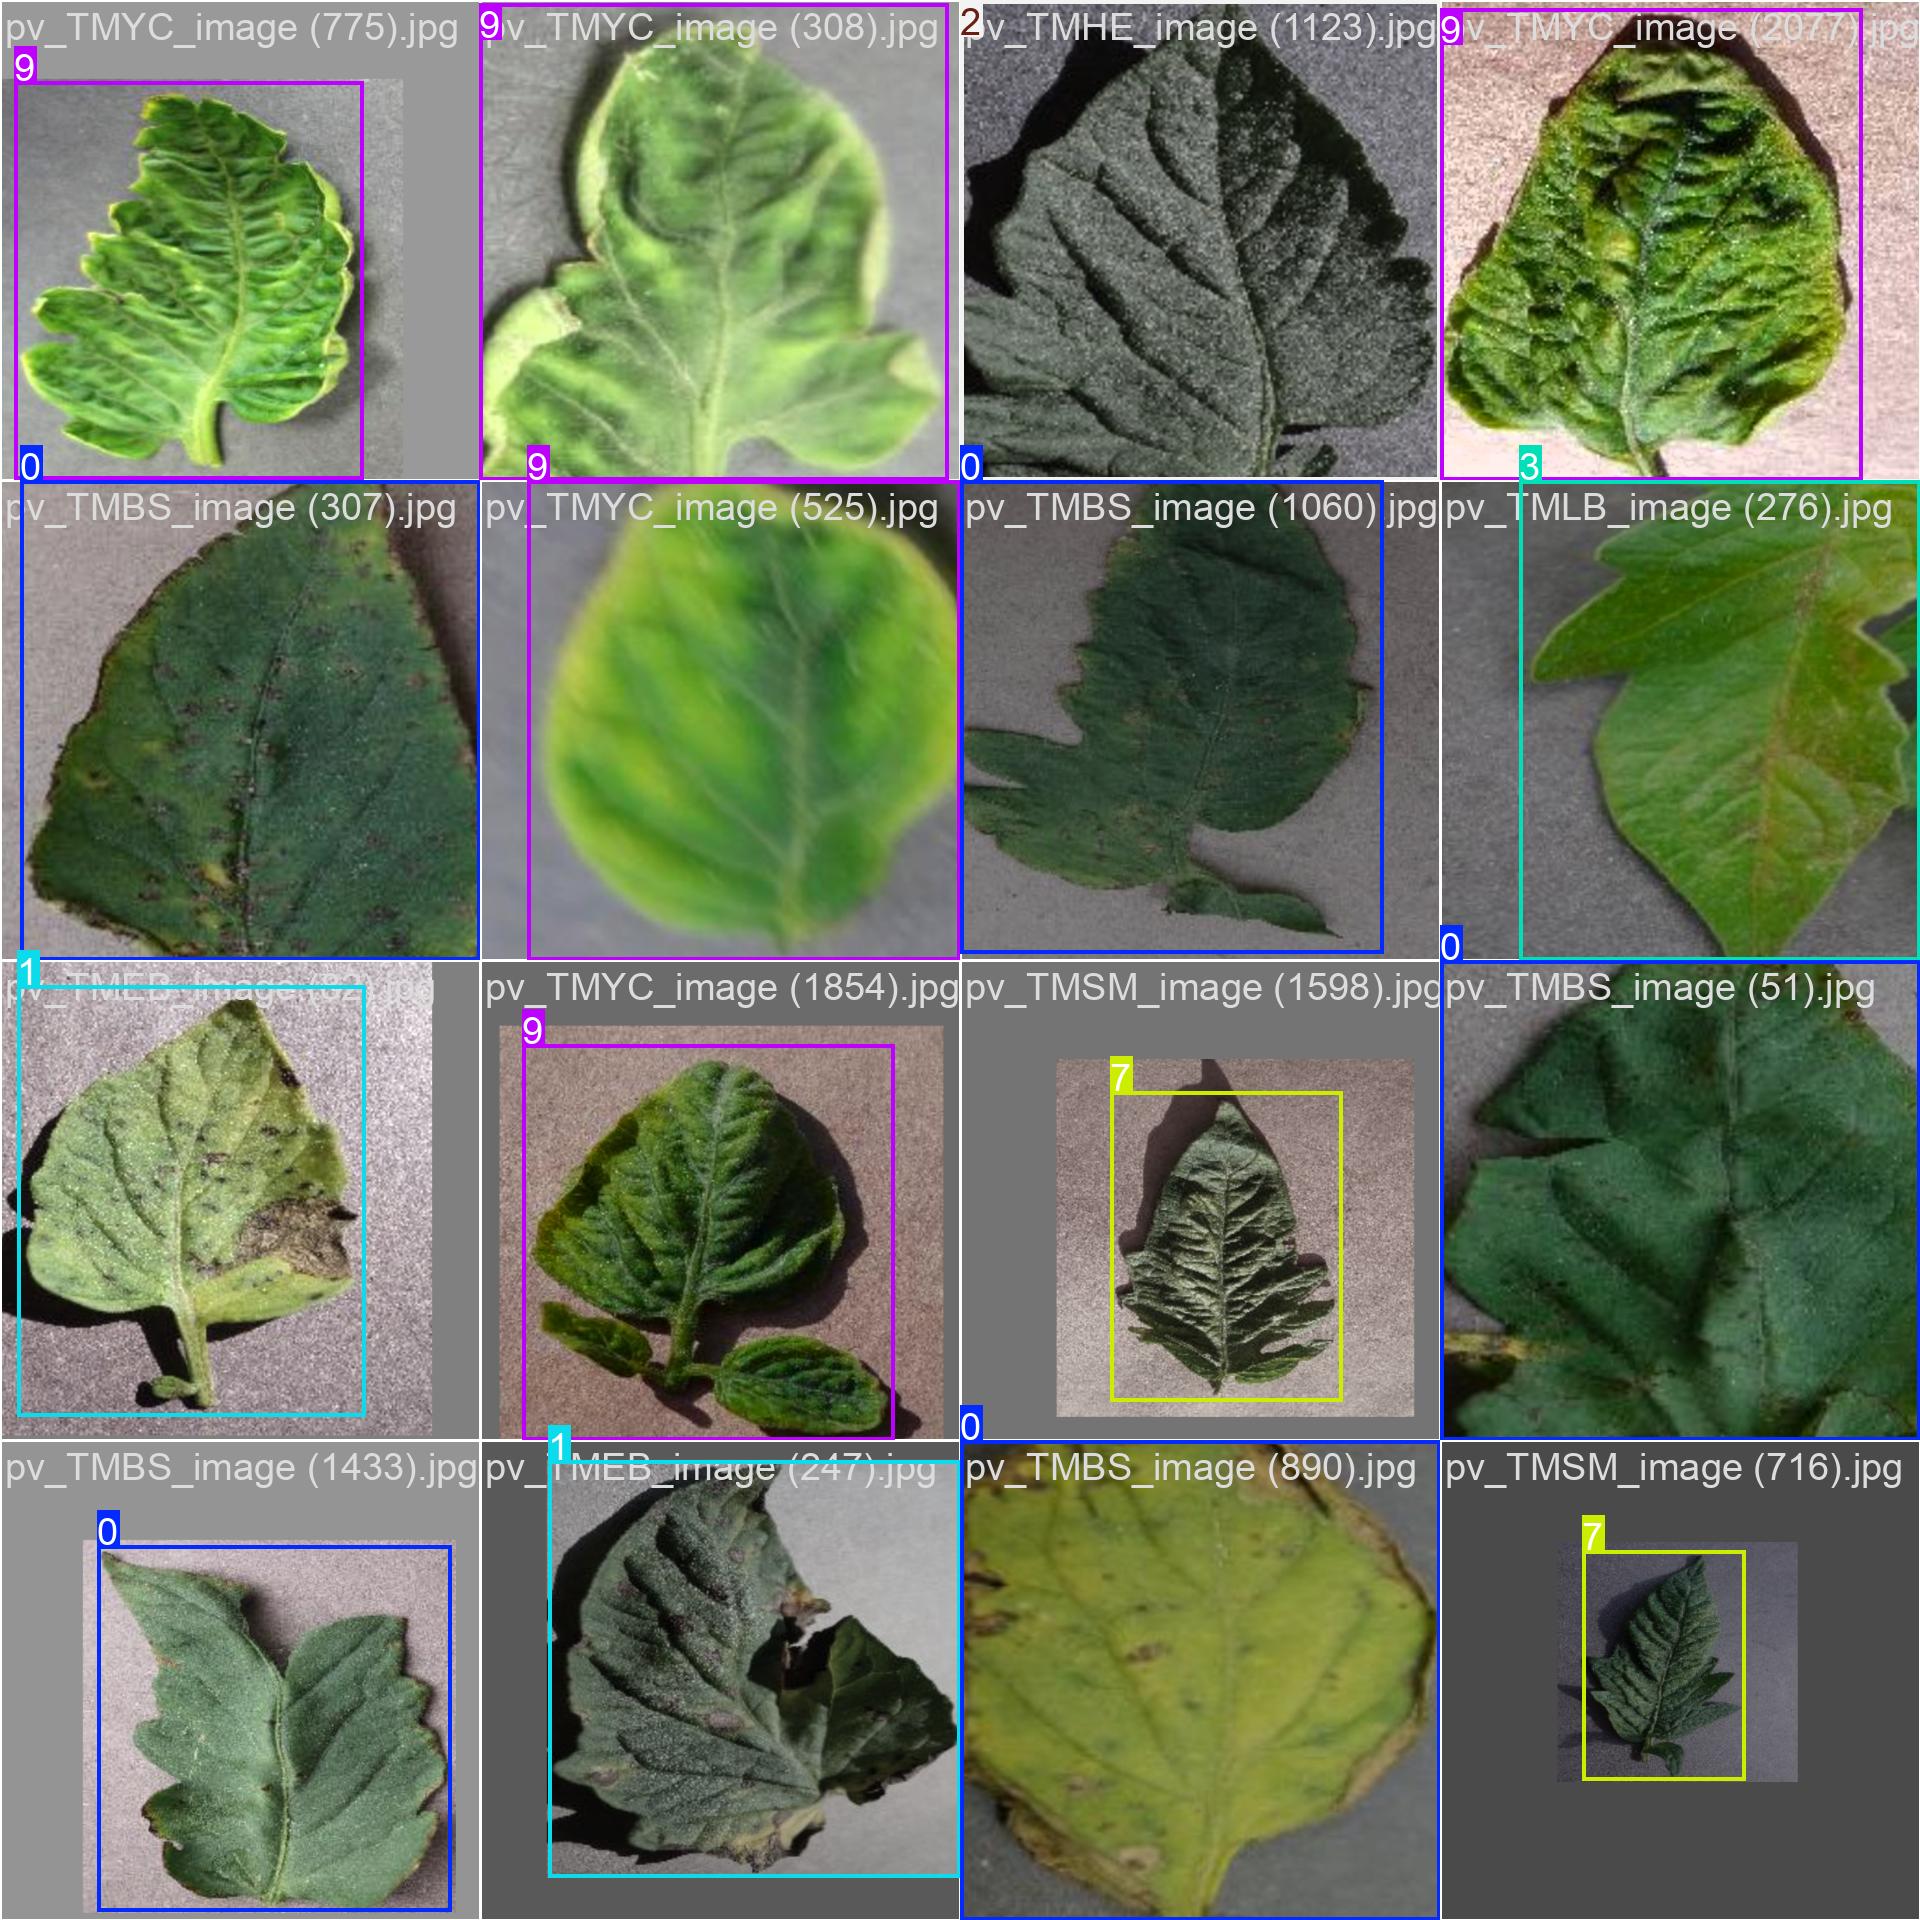 pv_TMYC_image (775).jpg
9
9
pv_TMYC_image (308).jpg
2
pv_TMHE_image (1123).jpg
9
pv_TMYC_image (2077).jpg
0
pv_TMBS_image (307).jpg
9
pv_TMYC_image (525).jpg
0
pv_TMBS_image (1060).jpg
3
pv_TMLB_image (276).jpg
1
9
pv_TMYC_image (1854).jpg
pv_TMSM_image (1598).jpg
7
0
pv_TMBS_image (51).jpg
pv_TMBS_image (1433).jpg
0
1
pv_TMEB_image (247).jpg
0
pv_TMBS_image (890).jpg
pv_TMSM_image (716).jpg
7